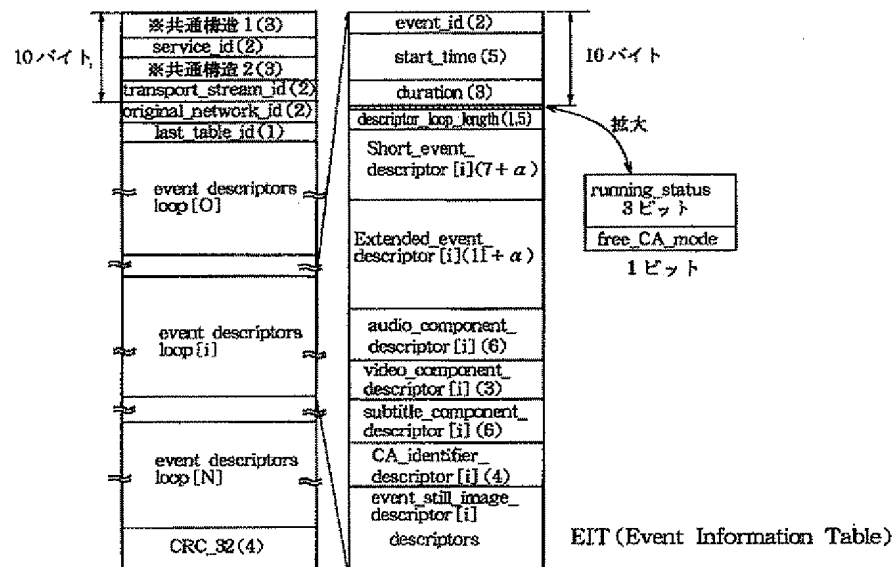 10バイト
※共通構造1(3)
service_id(2)
※共通構造2(3)
transport_stream_id(2)
original_network_id(2)
last_table_id(1)
event descriptors
loop[O]
event descriptors
loop[i]
event descriptors
loop[N]
CRC_32(4)
event_id(2)
start_time(5)
duration(3)
descriptor_loop_length(1.5)
Short_event_
descriptor[i](7+α)
Extended_event_
descriptor[i](11+α)
audio_component_
descriptor[i](6)
video_component_
descriptor[i](3)
subtitle_component_
descriptor[i](6)
CA_identifier_
descriptor[i](4)
event_still_image_
descriptor[i]
descriptors
10バイト
拡大
running_status
3ビット
free_CA_mode
1ビット
EIT(Event Information Table)